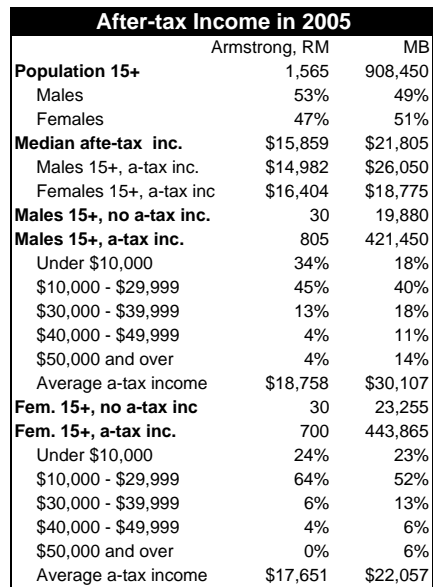 After-tax Income in 2005
Armstrong, RM MB
Population 15+ 1,565 908,450
Males 53% 49%
Females 47% 51%
Median afte-tax inc. $15,859 $21,805
Males 15+, a-tax inc. $14,982 $26,050
Females 15+, a-tax inc $16,404 $18,775
Males 15+, no a-tax inc. 30 19,880
Males 15+, a-tax inc. 805 421,450
Under $10,000 34% 18%
$10,000 - $29,999 45% 40%
$30,000 - $39,999 13% 18%
$40,000 - $49,999 4% 11%
$50,000 and over 4% 14%
Average a-tax income $18,758 $30,107
Fem. 15+, no a-tax inc 30 23,255
Fem. 15+, a-tax inc. 700 443,865
Under $10,000 24% 23%
$10,000 - $29,999 64% 52%
$30,000 - $39,999 6% 13%
$40,000 - $49,999 4% 6%
$50,000 and over 0% 6%
Average a-tax income $17,651 $22,057